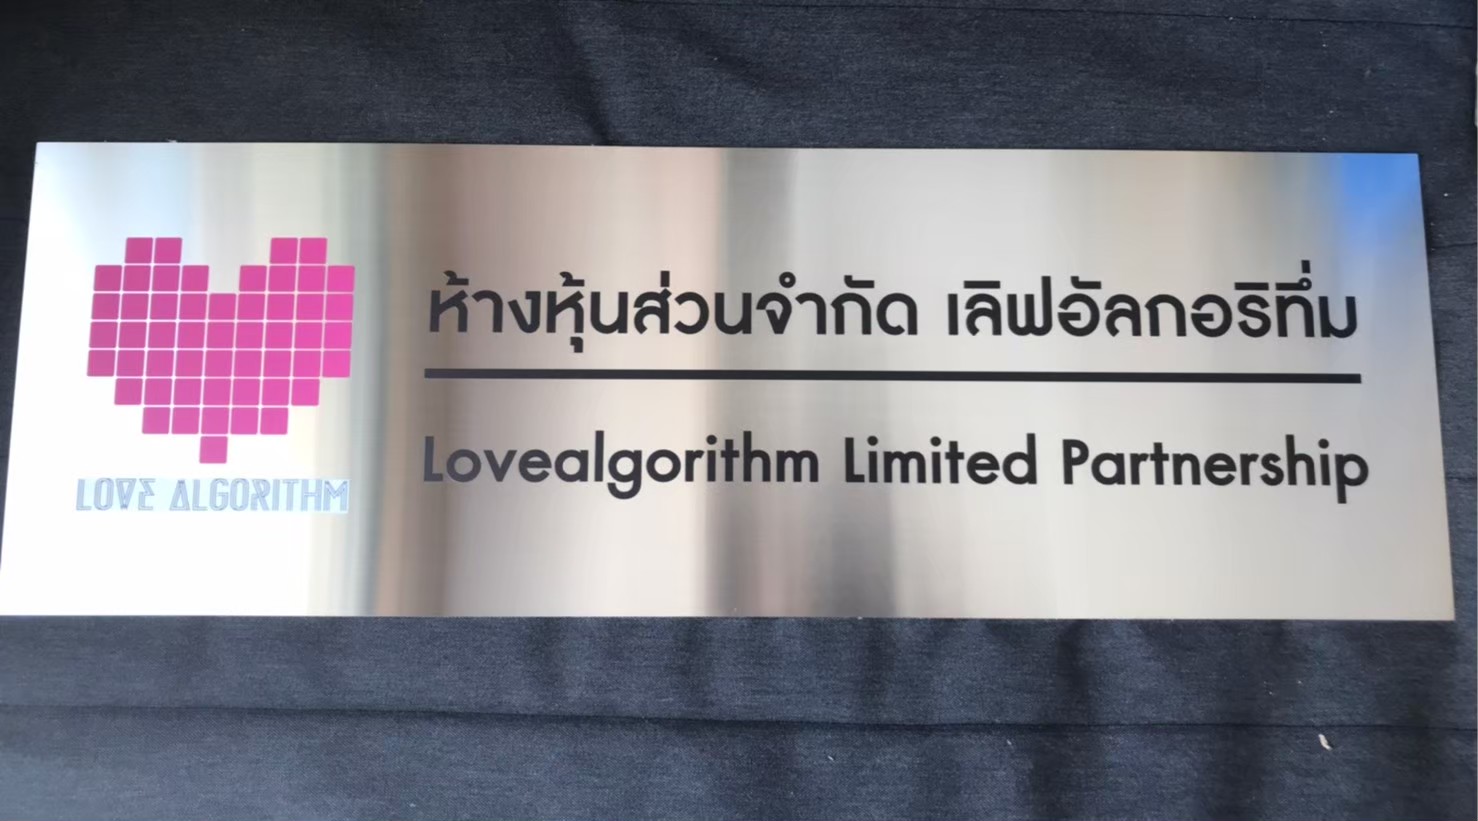 ห้างหุ้นส่วนจำกัด เลิฟอัลกอริทึ่ม
Lovealgorithm Limited Partnership
LOVE ALGORITHM